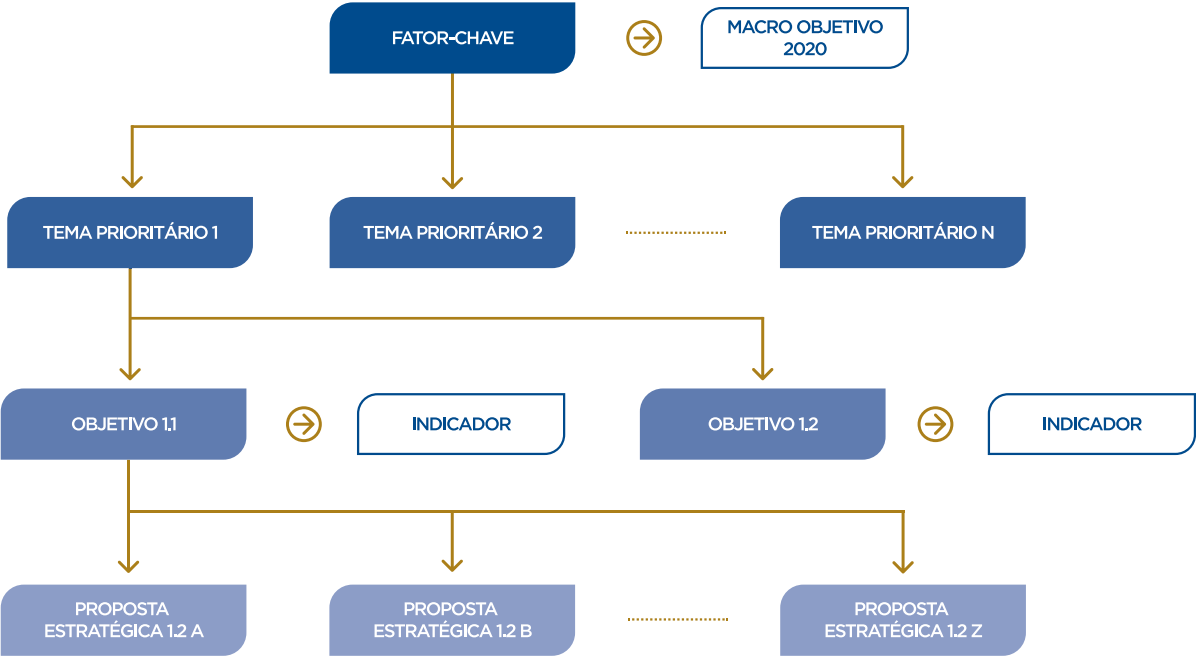 FATOR-CHAVE
MACRO OBJETIVO
2020
TEMA PRIORITÁRIO 1
TEMA PRIORITÁRIO 2
TEMA PRIORITÁRIO N
OBJETIVO 1.1
INDICADOR
OBJETIVO 1.2
INDICADOR
PROPOSTA
ESTRATÉGICA 1.2 A
PROPOSTA
ESTRATÉGICA 1.2 B
PROPOSTA
ESTRATÉGICA 1.2 Z